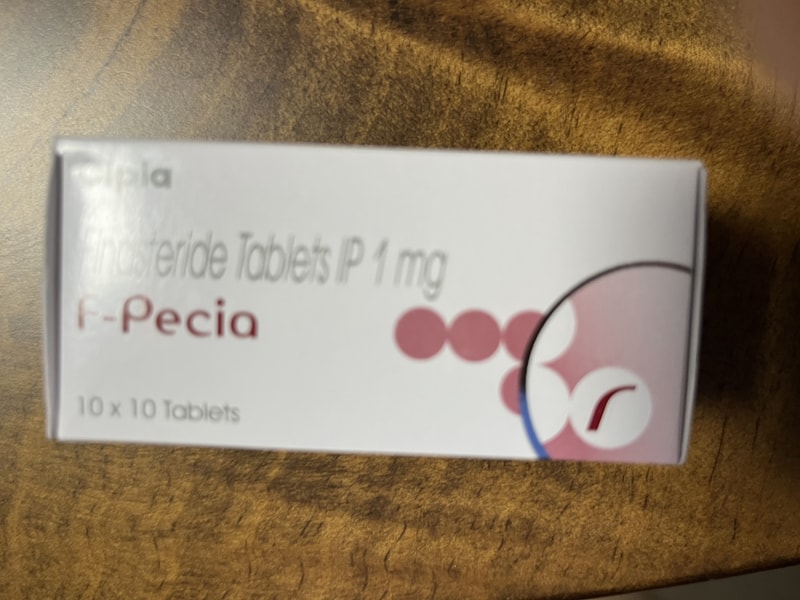 Cipla
Finasteride Tablets IP 1 mg
F-Pecia
10 x 10 Tablets